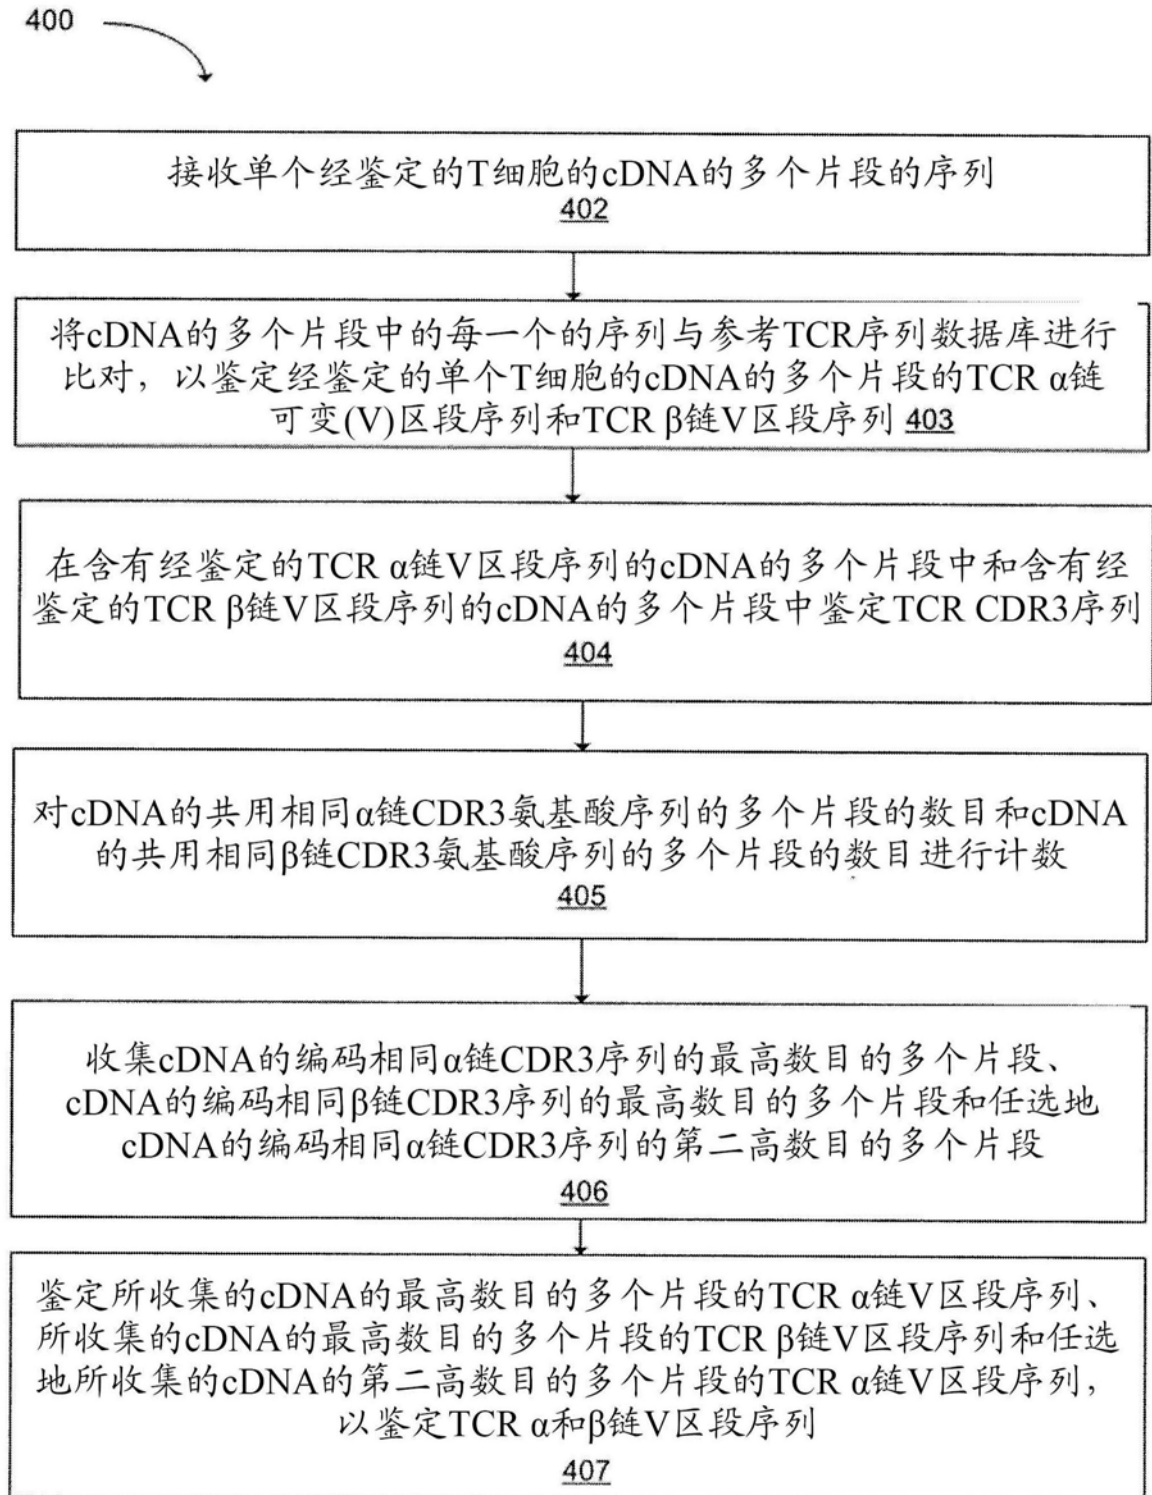 400
接收单个经鉴定的T细胞的cDNA的多个片段的序列
402
将cDNA的多个片段中的每一个的序列与参考TCR序列数据库进行
比对，以鉴定经鉴定的单个T细胞的cDNA的多个片段的TCR α链
可变(V)区段序列和TCR β链V区段序列 403
在含有经鉴定的TCR α链V区段序列的cDNA的多个片段中和含有经
鉴定的TCR β链V区段序列的cDNA的多个片段中鉴定TCR CDR3序列
404
对cDNA的共用相同α链CDR3氨基酸序列的多个片段的数目和cDNA
的共用相同β链CDR3氨基酸序列的多个片段的数目进行计数
405
收集cDNA的编码相同α链CDR3序列的最高数目的多个片段、
cDNA的编码相同β链CDR3序列的最高数目的多个片段和任选地
cDNA的编码相同α链CDR3序列的第二高数目的多个片段
406
鉴定所收集的cDNA的最高数目的多个片段的TCR α链V区段序列、
所收集的cDNA的最高数目的多个片段的TCR β链V区段序列和任选
地所收集的cDNA的第二高数目的多个片段的TCR α链V区段序列，
以鉴定TCR α和β链V区段序列
407